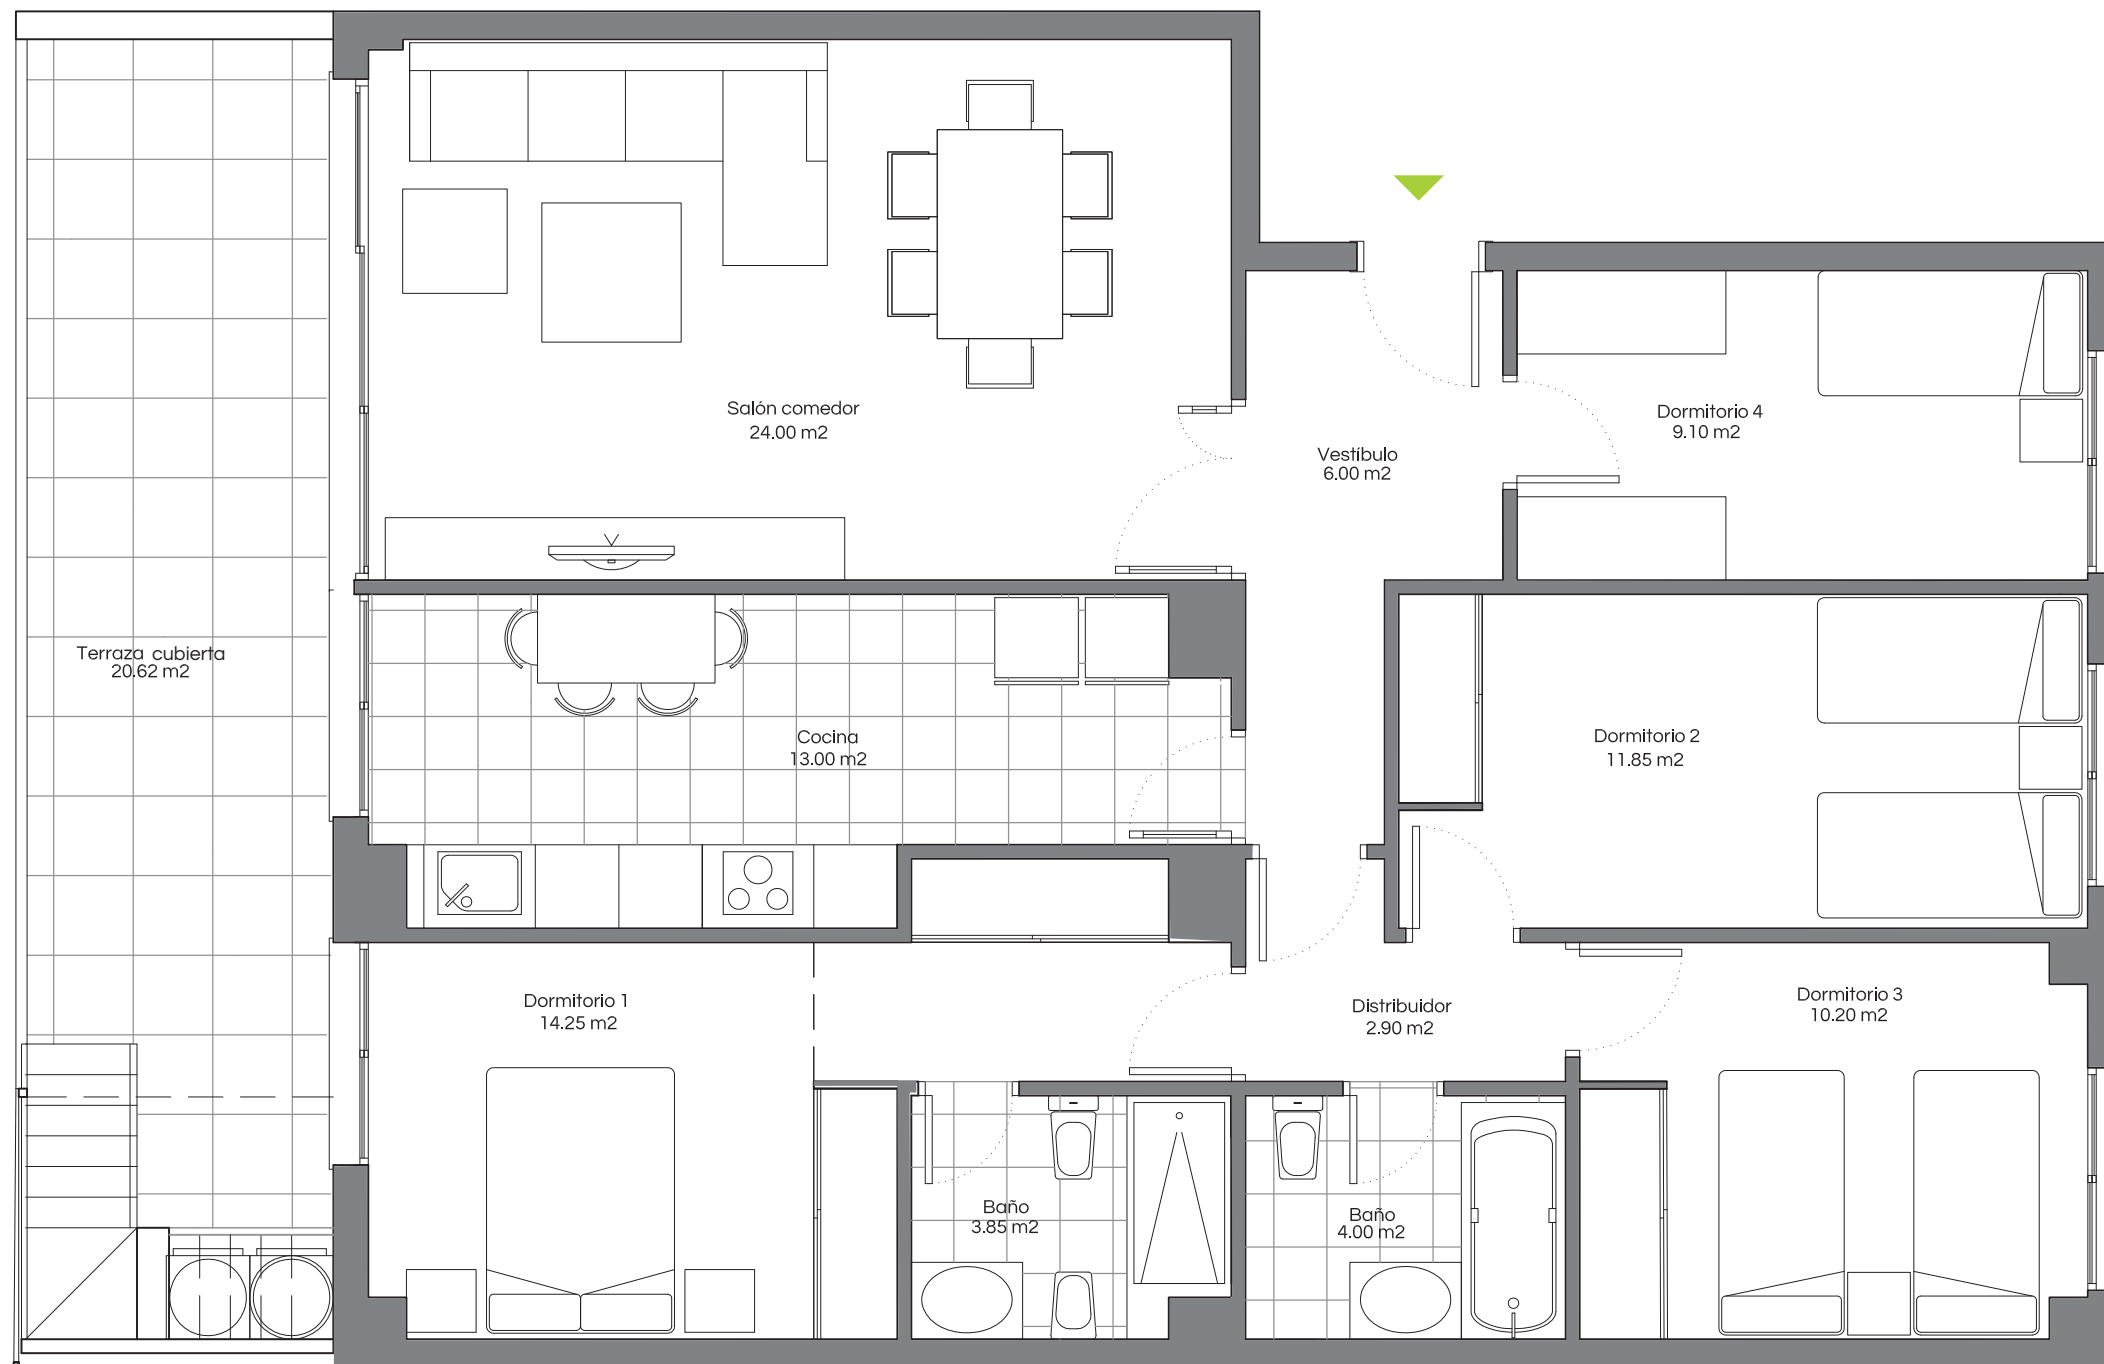 Salón comedor
24.00 m2
Dormitorio 4
9.10 m2
Vestíbulo
6.00 m2
Terraza cubierta
20.62 m2
Cocina
13.00 m2
Dormitorio 2
11.85 m2
Dormitorio 1
14.25 m2
Distribuidor
2.90 m2
Dormitorio 3
10.20 m2
Baño
3.85 m2
Baño
4.00 m2